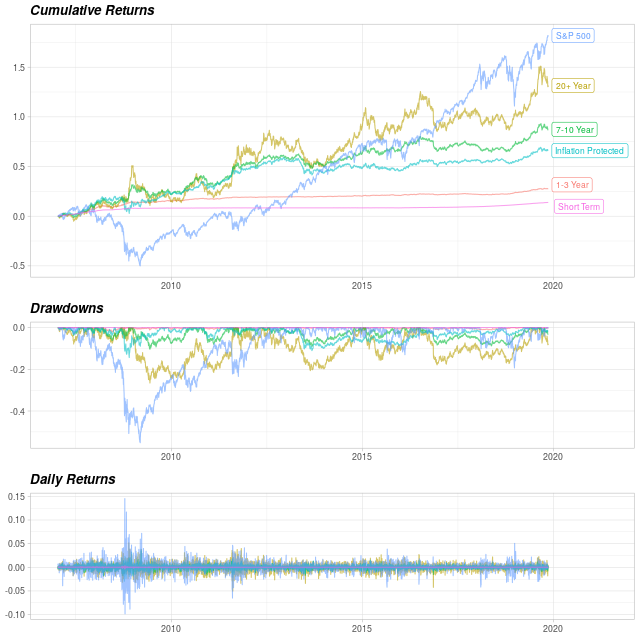 Cumulative Returns
S&P 500
1.5
20+ Year
1.0
7-10 Year
Inflation Protected
0.5
1-3 Year
Short Term
0.0
-0.5
2010 2015 2020
Drawdowns
0.0
-0.2
-0.4
2010 2015 2020
Daily Returns
0.15
0.10
0.05
0.00
-0.05
-0.10
2010 2015 2020